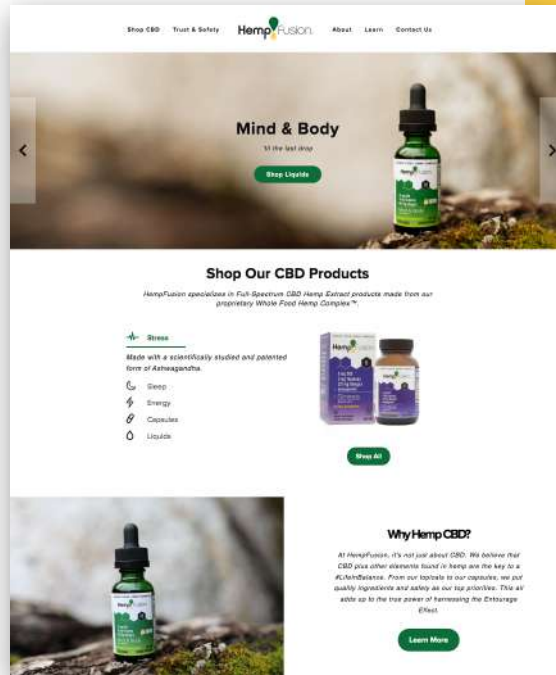 Shop CBD Trust & Safety HempFusion About Learn Contact Us
Mind & Body
'til the last drop
Shop Liquids
Shop Our CBD Products
HempFusion specializes in Full-Spectrum CBD Hemp Extract products made from our
proprietary Whole Food Hemp Complex™.
Stress
Made with a scientifically studied and patented
form of Ashwagandha.
Sleep
Energy
Capsules
Liquids
HempFusion
Shop All
Why Hemp CBD?
At HempFusion, it's not just about CBD. We believe that
CBD plus other elements found in hemp are the key to a
#LifeInBalance. From our topicals to our capsules, we put
quality ingredients and safety as our top priorities. This all
adds up to the true power of harnessing the Entourage
Effect.
Learn More